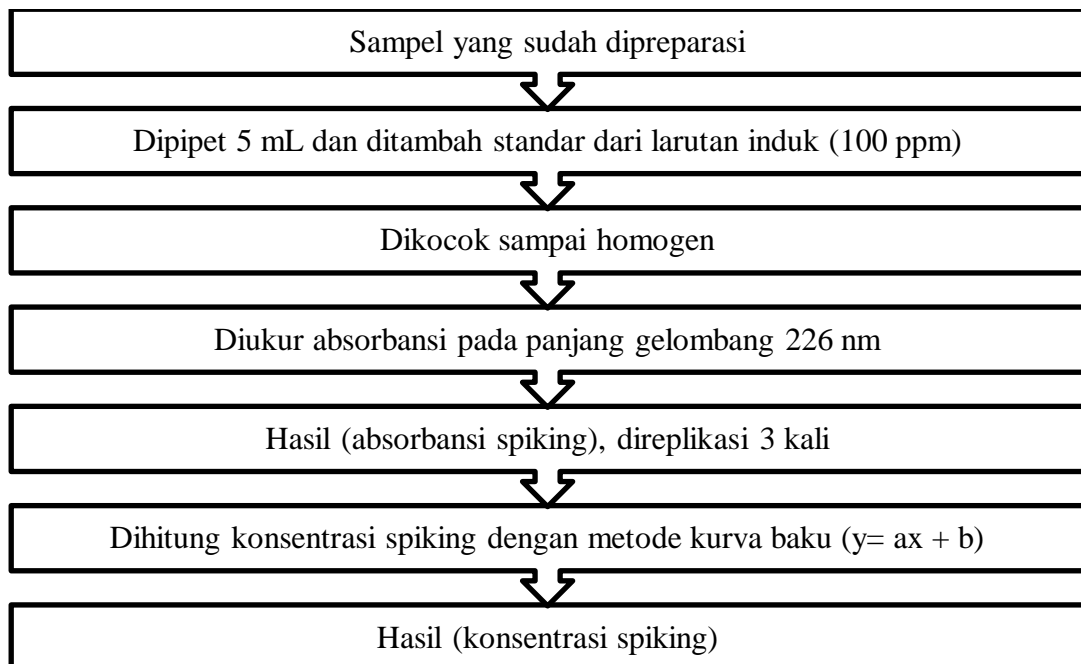 Sampel yang sudah dipreparasi
Dipipet 5 mL dan ditambah standar dari larutan induk (100 ppm)
Dikocok sampai homogen
Diukur absorbansi pada panjang gelombang 226 nm
Hasil (absorbansi spiking), direplikasi 3 kali
Dihitung konsentrasi spiking dengan metode kurva baku (y= ax + b)
Hasil (konsentrasi spiking)